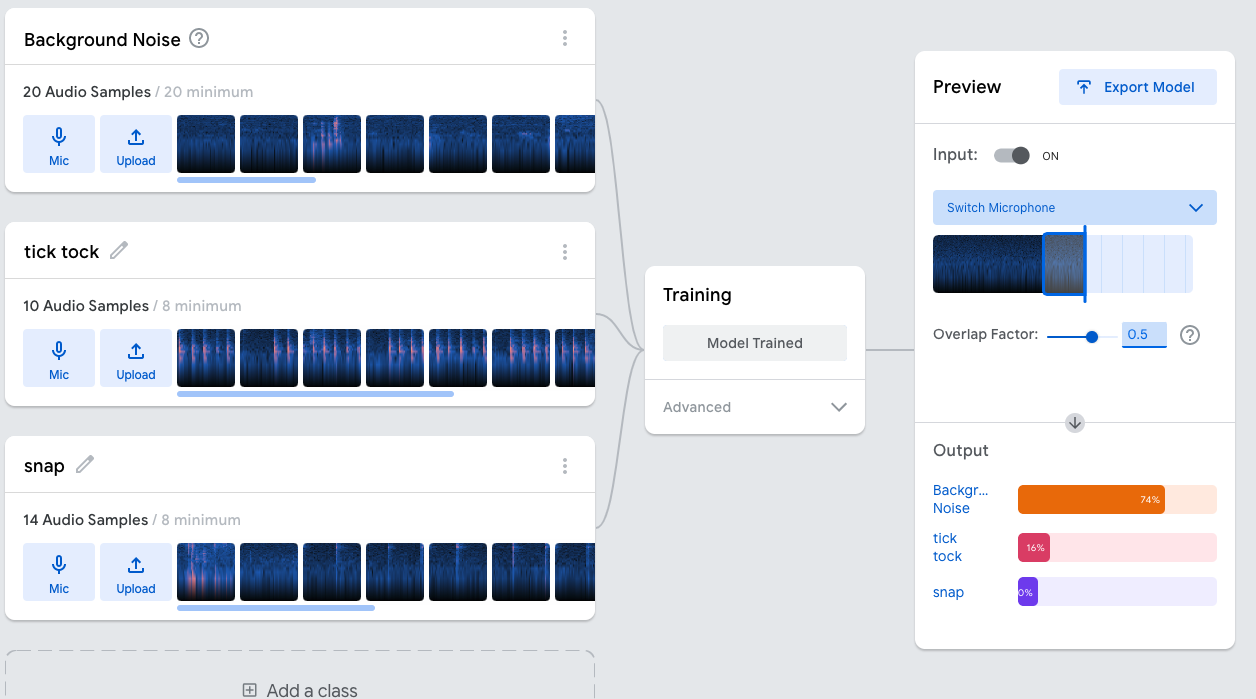 Background Noise
20 Audio Samples / 20 minimum
Mic
Upload
tick tock
10 Audio Samples / 8 minimum
Mic
Upload
snap
14 Audio Samples / 8 minimum
Mic
Upload
Add a class
Training
Model Trained
Advanced
Preview
Export Model
Input:
ON
Switch Microphone
Overlap Factor:
0.5
Output
Backgr...
Noise
74%
tick
tock
16%
snap
0%